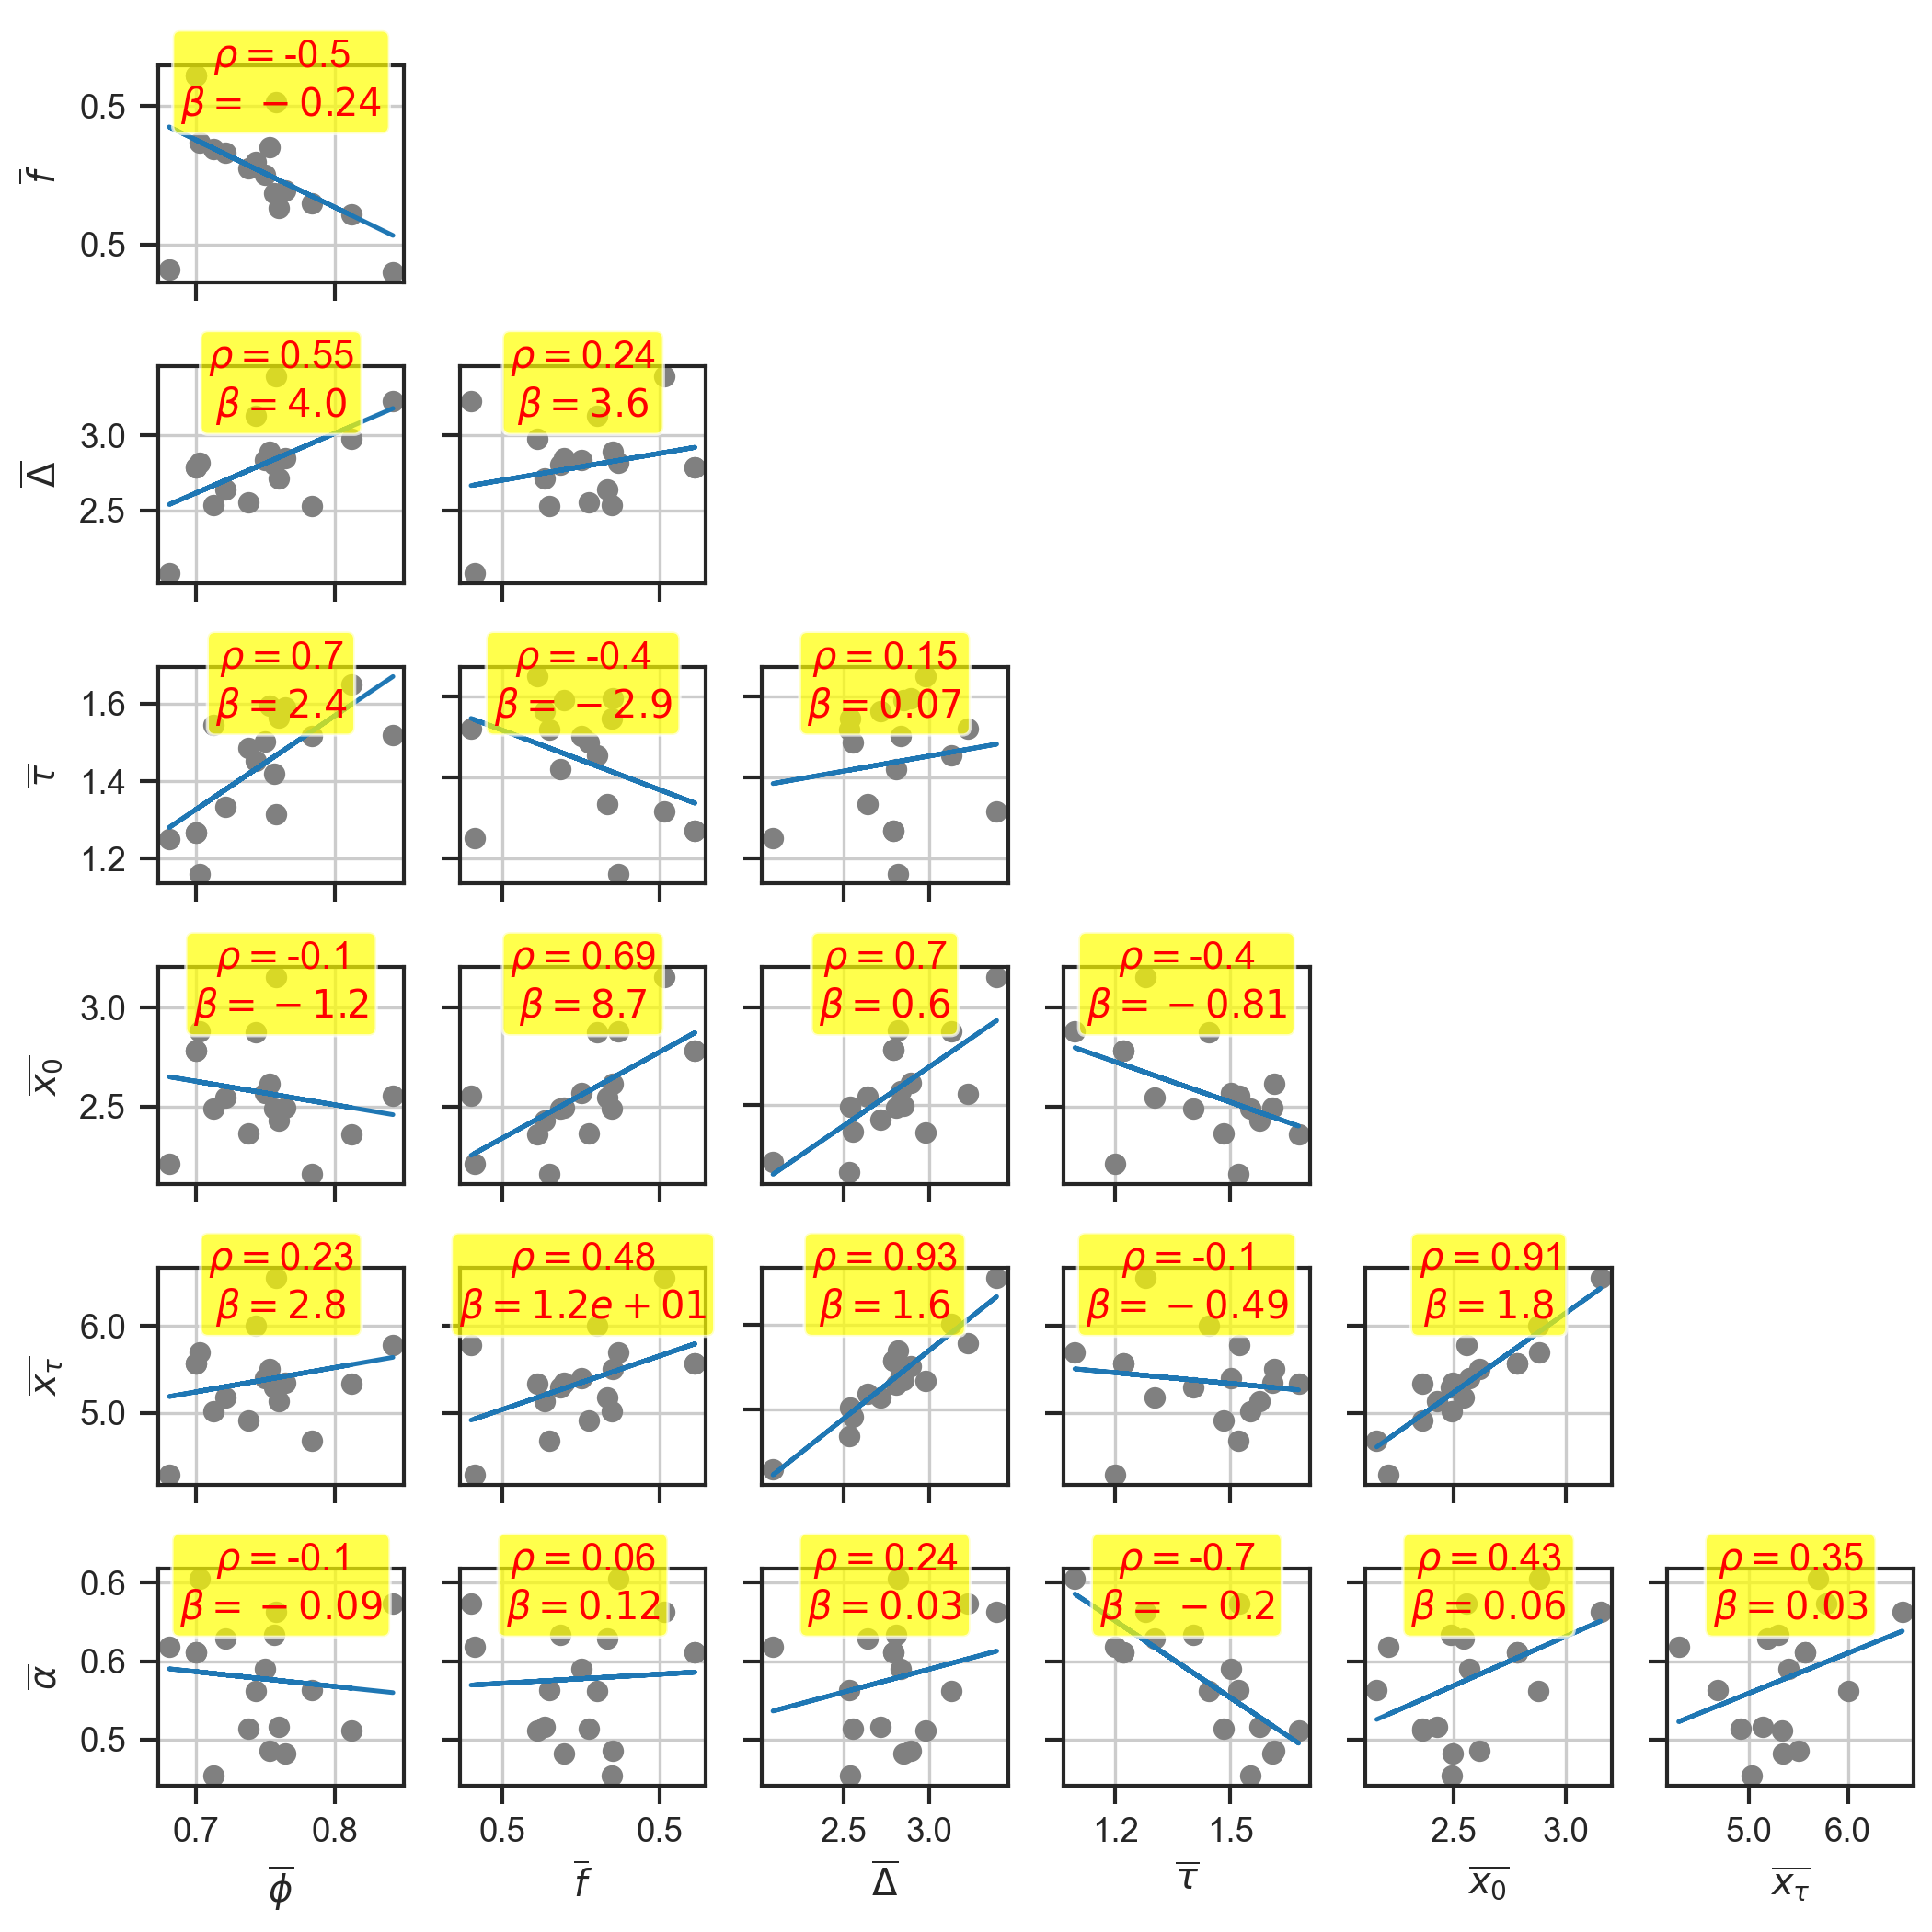 ρ = -0.5
β = −0.24
0.5
0.5
f̅
ρ = 0.55
β = 4.0
ρ = 0.24
β = 3.6
3.0
2.5
Δ̅
ρ = 0.7
β = 2.4
ρ = -0.4
β = −2.9
ρ = 0.15
β = 0.07
1.6
1.4
1.2
τ̅
ρ = -0.1
β = −1.2
ρ = 0.69
β = 8.7
ρ = 0.7
β = 0.6
ρ = -0.4
β = −0.81
3.0
2.5
x̅₀
ρ = 0.23
β = 2.8
ρ = 0.48
β = 1.2e + 01
ρ = 0.93
β = 1.6
ρ = -0.1
β = −0.49
ρ = 0.91
β = 1.8
6.0
5.0
x̅_τ
ρ = -0.1
β = −0.09
ρ = 0.06
β = 0.12
ρ = 0.24
β = 0.03
ρ = -0.7
β = −0.2
ρ = 0.43
β = 0.06
ρ = 0.35
β = 0.03
0.6
0.6
0.5
α̅
0.7 0.8 0.5 0.5 2.5 3.0 1.2 1.5 2.5 3.0 5.0 6.0
ϕ̅ f̅ Δ̅ τ̅ x̅₀ x̅_τ